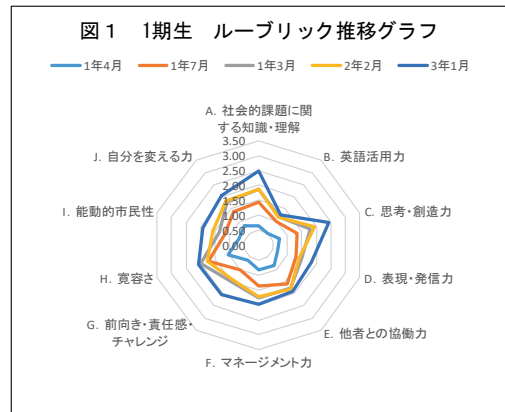 図１　1期生　ルーブリック推移グラフ
1年4月 1年7月 1年3月 2年2月 3年1月
A. 社会的課題に関
する知識・理解
B. 英語活用力
C. 思考・創造力
D. 表現・発信力
E. 他者との協働力
F. マネージメント力
G. 前向き・責任感・
チャレンジ
H. 寛容さ
I. 能動的市民性
J. 自分を変える力
3.50
3.00
2.50
2.00
1.50
1.00
0.50
0.00